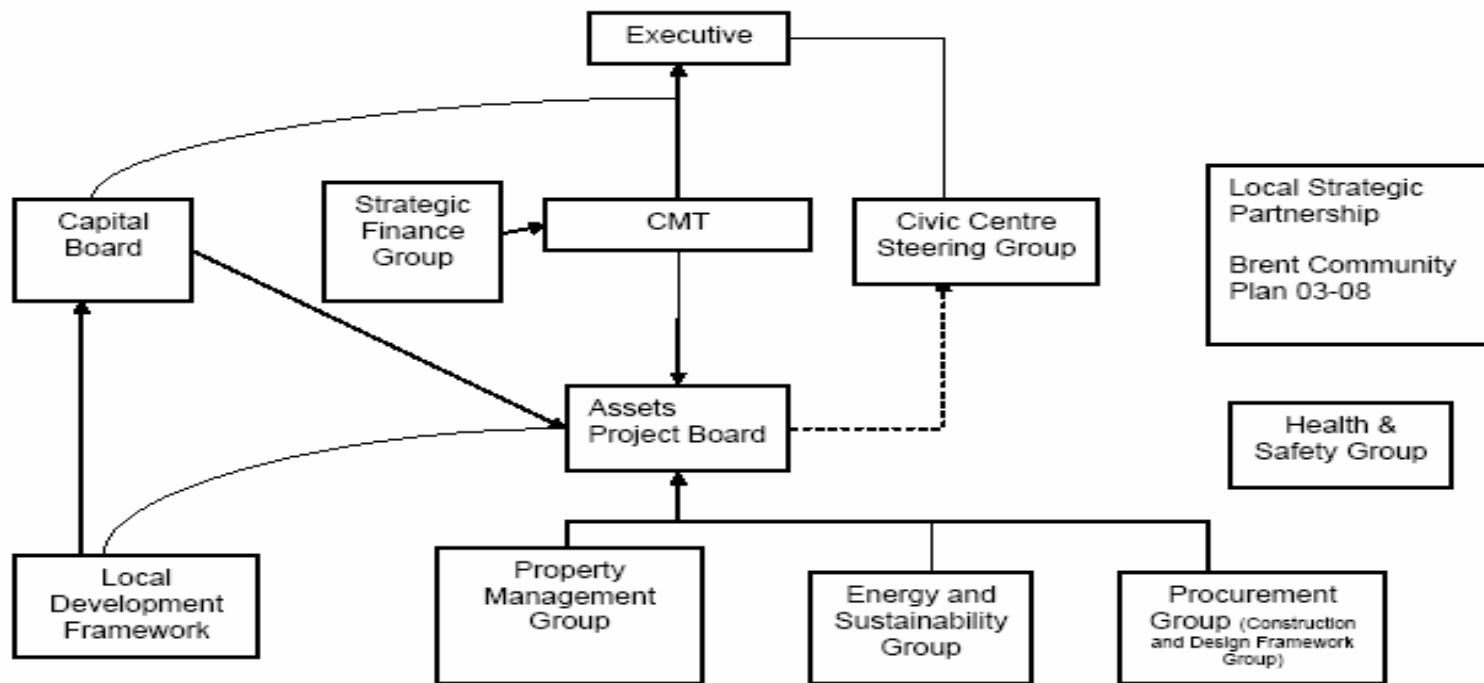 Executive
Capital
Board
Strategic
Finance
Group
CMT
Civic Centre
Steering Group
Local Strategic
Partnership
Brent Community
Plan 03-08
Assets
Project Board
Health &
Safety Group
Local
Development
Framework
Property
Management
Group
Energy and
Sustainability
Group
Procurement
Group (Construction
and Design Framework
Group)